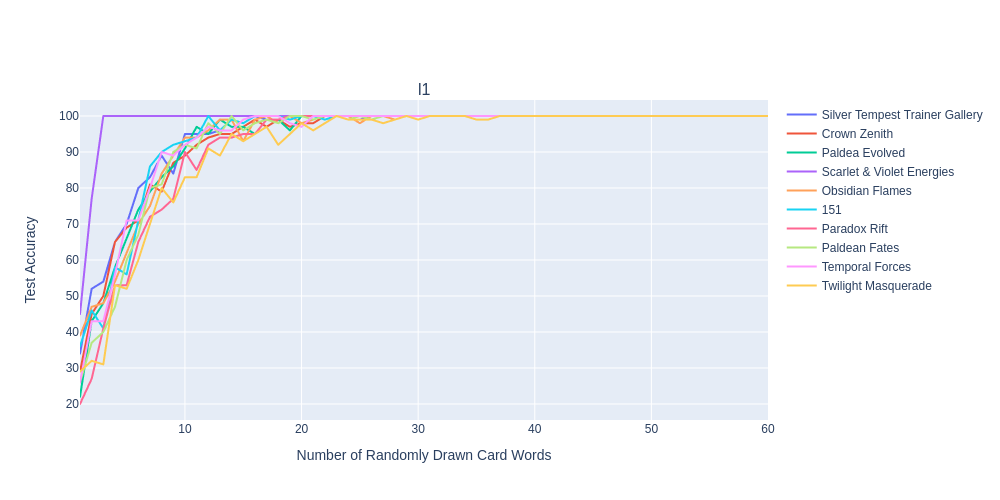 l1
100
90
80
70
60
50
40
30
20
Test Accuracy
10
20
30
40
50
60
Number of Randomly Drawn Card Words
Silver Tempest Trainer Gallery
Crown Zenith
Paldea Evolved
Scarlet & Violet Energies
Obsidian Flames
151
Paradox Rift
Paldean Fates
Temporal Forces
Twilight Masquerade